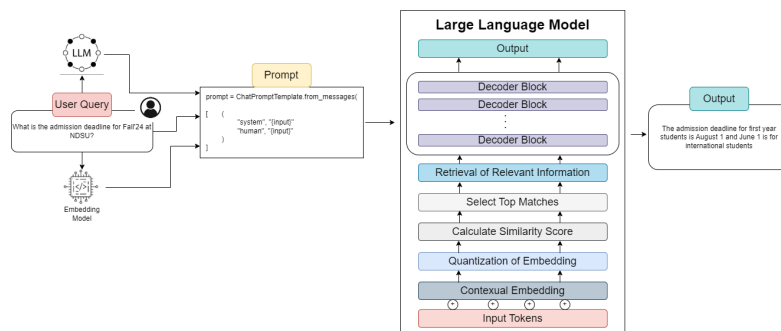 LLM
User Query
What is the admission deadline for Fall'24 at
NDSU?
Embedding
Model
Prompt
prompt = ChatPromptTemplate.from_messages(
[ (
"system", "{input}"
"human", "{input}"
)
]
Large Language Model
Output
Decoder Block
Decoder Block
Decoder Block
Retrieval of Relevant Information
Select Top Matches
Calculate Similarity Score
Quantization of Embedding
Contexual Embedding
Input Tokens
Output
The admission deadline for first year
students is August 1 and June 1 is for
international students